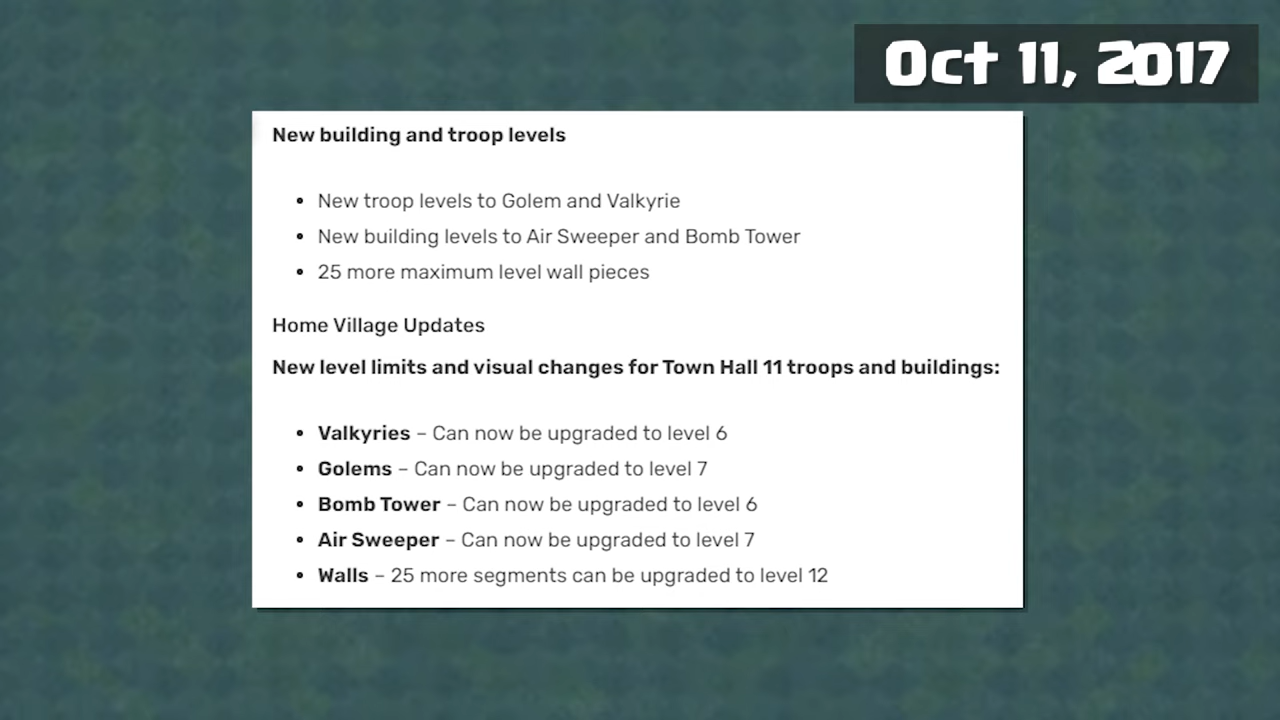 Oct 11, 2017
New building and troop levels
• New troop levels to Golem and Valkyrie
• New building levels to Air Sweeper and Bomb Tower
• 25 more maximum level wall pieces
Home Village Updates
New level limits and visual changes for Town Hall 11 troops and buildings:
• Valkyries – Can now be upgraded to level 6
• Golems – Can now be upgraded to level 7
• Bomb Tower – Can now be upgraded to level 6
• Air Sweeper – Can now be upgraded to level 7
• Walls – 25 more segments can be upgraded to level 12